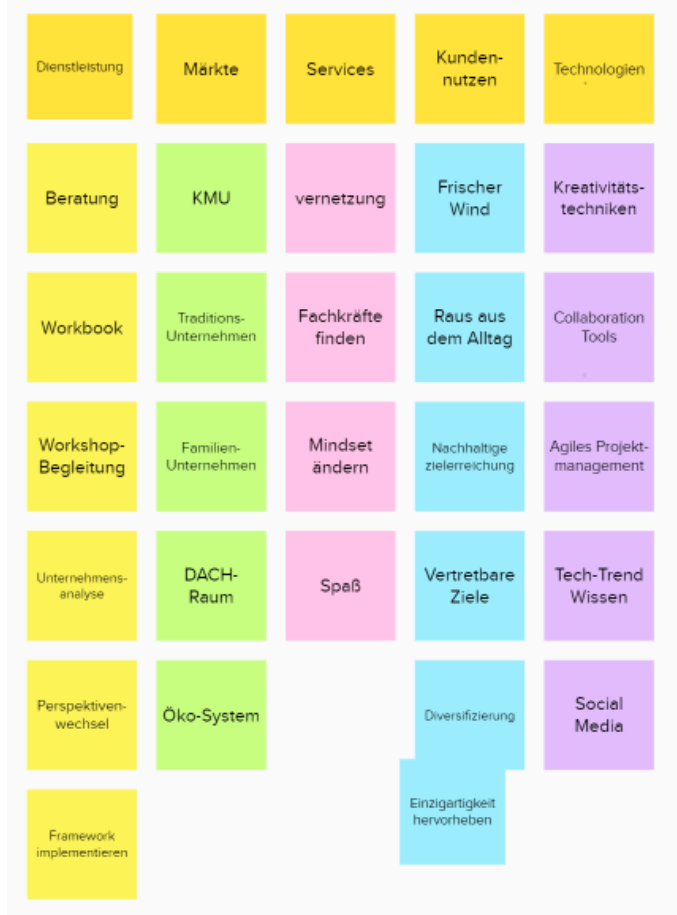 Dienstleistung
Märkte
Services
Kunden-
nutzen
Technologien
Beratung
KMU
vernetzung
Frischer
Wind
Kreativitäts-
techniken
Workbook
Traditions-
Unternehmen
Fachkräfte
finden
Raus aus
dem Alltag
Collaboration
Tools
Workshop-
Begleitung
Familien-
Unternehmen
Mindset
ändern
Nachhaltige
zielerreichung
Agiles Projekt-
management
Unternehmens-
analyse
DACH-
Raum
Spaß
Vertretbare
Ziele
Tech-Trend
Wissen
Perspektiven-
wechsel
Öko-System
Diversifizierung
Social
Media
Framework
implementieren
Einzigartigkeit
hervorheben